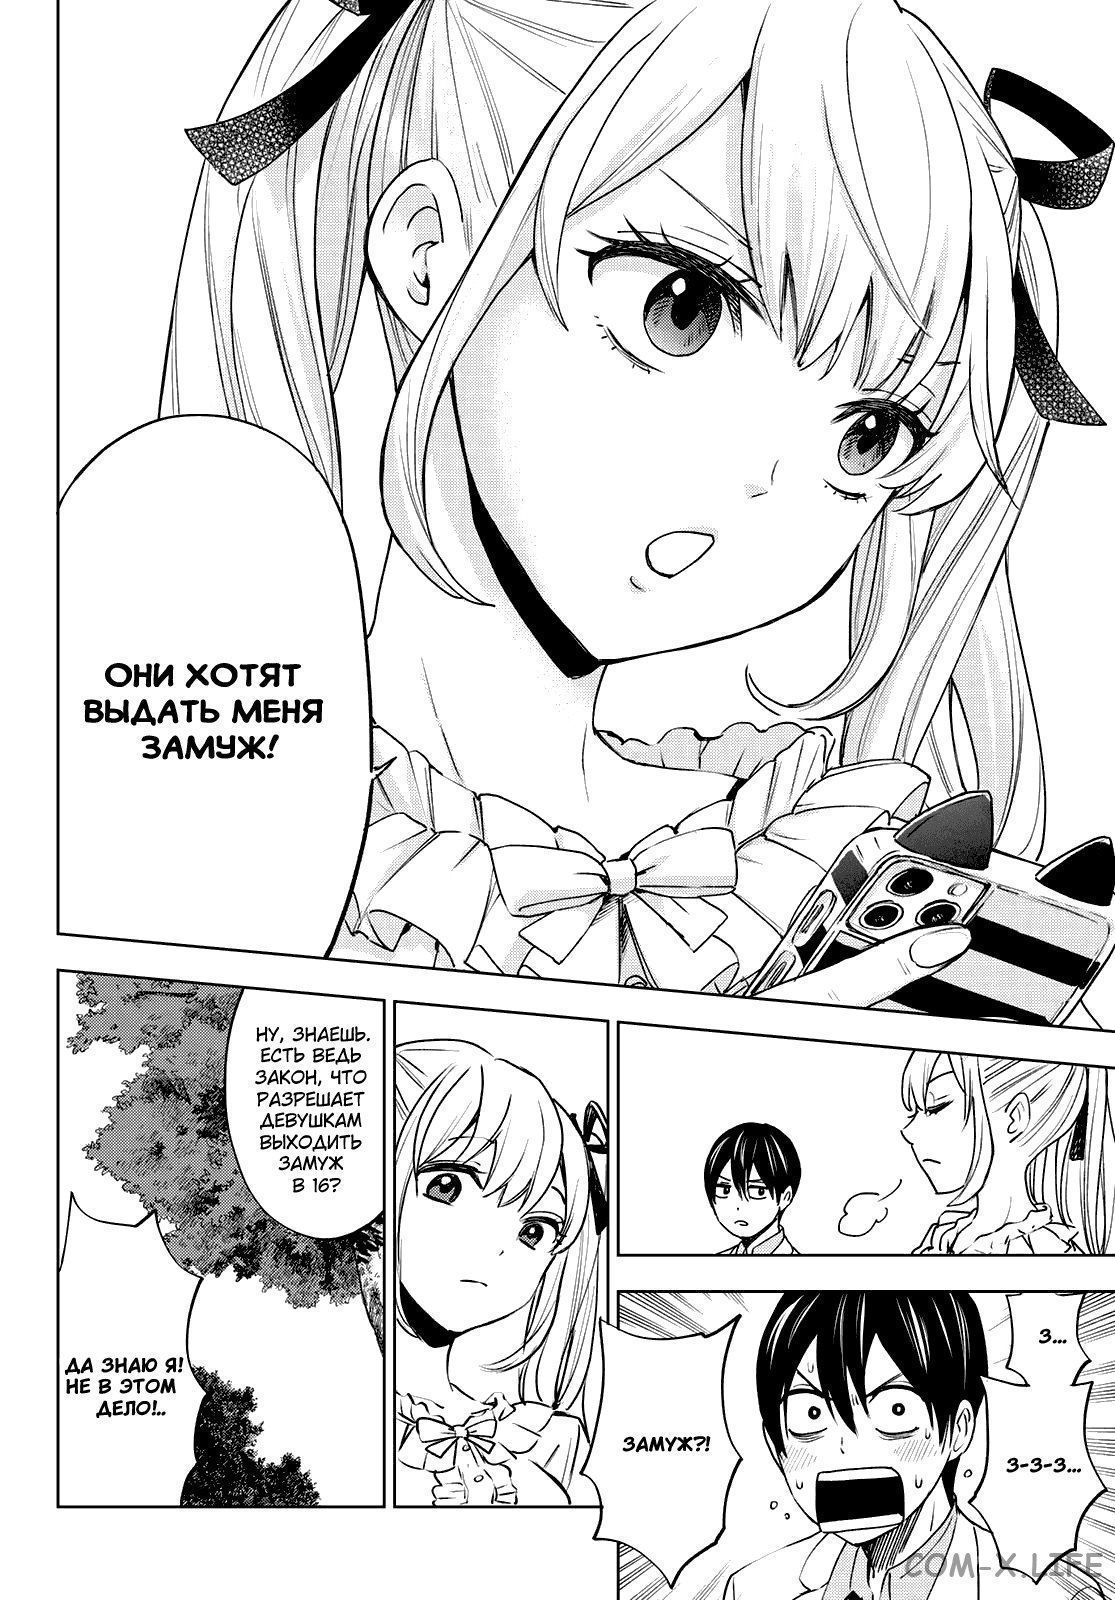 ОНИ ХОТЯТ
ВЫДАТЬ МЕНЯ
ЗАМУЖ!
З...
З-З-З...
ЗАМУЖ?!
НУ, ЗНАЕШЬ.
ЕСТЬ ВЕДЬ
ЗАКОН, ЧТО
РАЗРЕШАЕТ
ДЕВУШКАМ
ВЫХОДИТЬ
ЗАМУЖ
В 16?
ДА ЗНАЮ Я!
НЕ В ЭТОМ
ДЕЛО!..
COM-X.LIFE